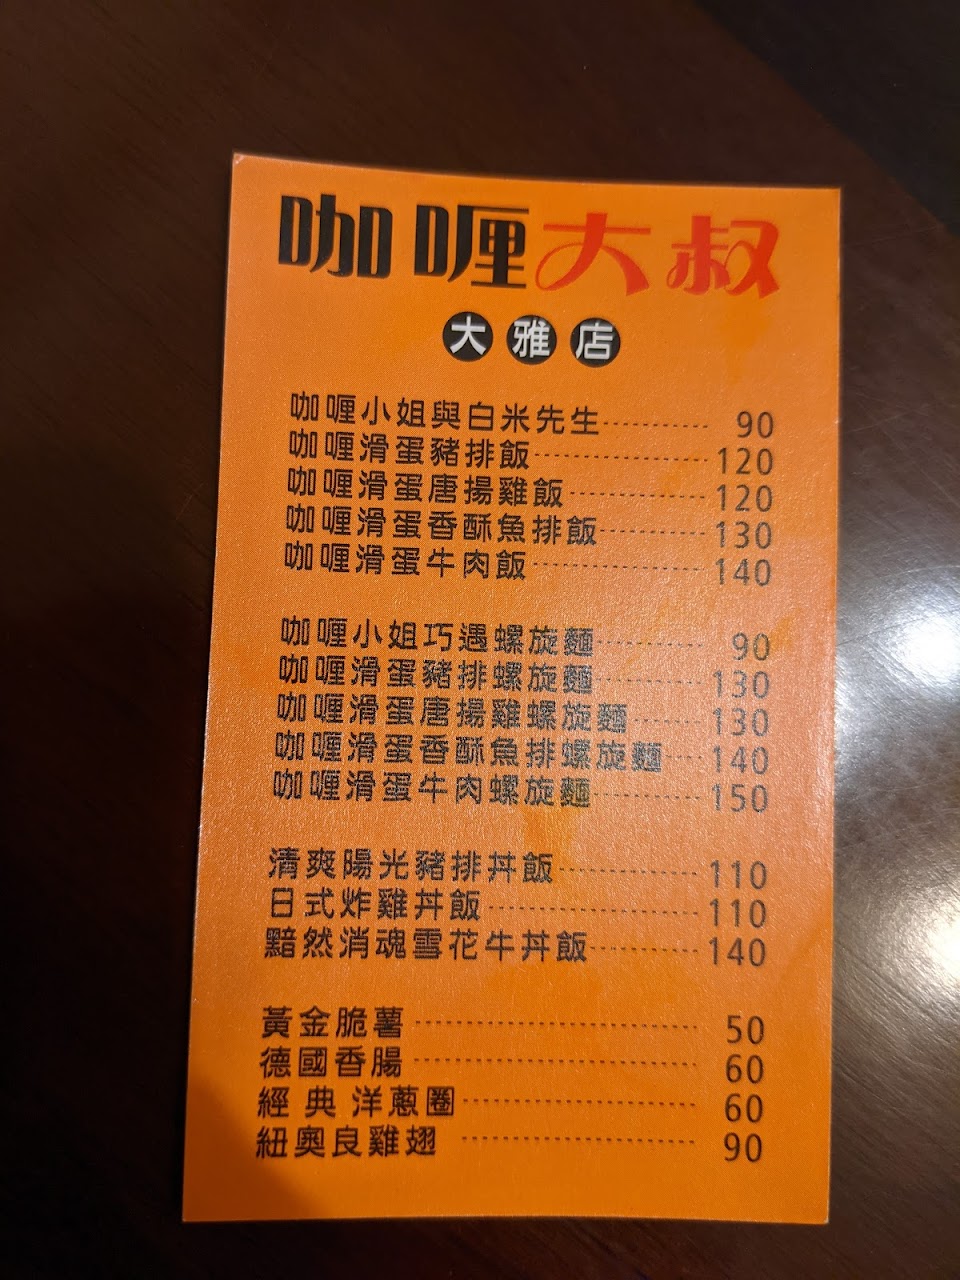 咖喱大叔
大雅店
咖喱小姐與白米先生 90
咖喱滑蛋豬排飯 120
咖喱滑蛋唐揚雞飯 120
咖喱滑蛋香酥魚排飯 130
咖喱滑蛋牛肉飯 140
咖喱小姐巧遇螺旋麵 90
咖喱滑蛋豬排螺旋麵 130
咖喱滑蛋唐揚雞螺旋麵 130
咖喱滑蛋香酥魚排螺旋麵 140
咖喱滑蛋牛肉螺旋麵 150
清爽陽光豬排丼飯 110
日式炸雞丼飯 110
黯然消魂雪花牛丼飯 140
黃金脆薯 50
德國香腸 60
經典洋蔥圈 60
紐奧良雞翅 90